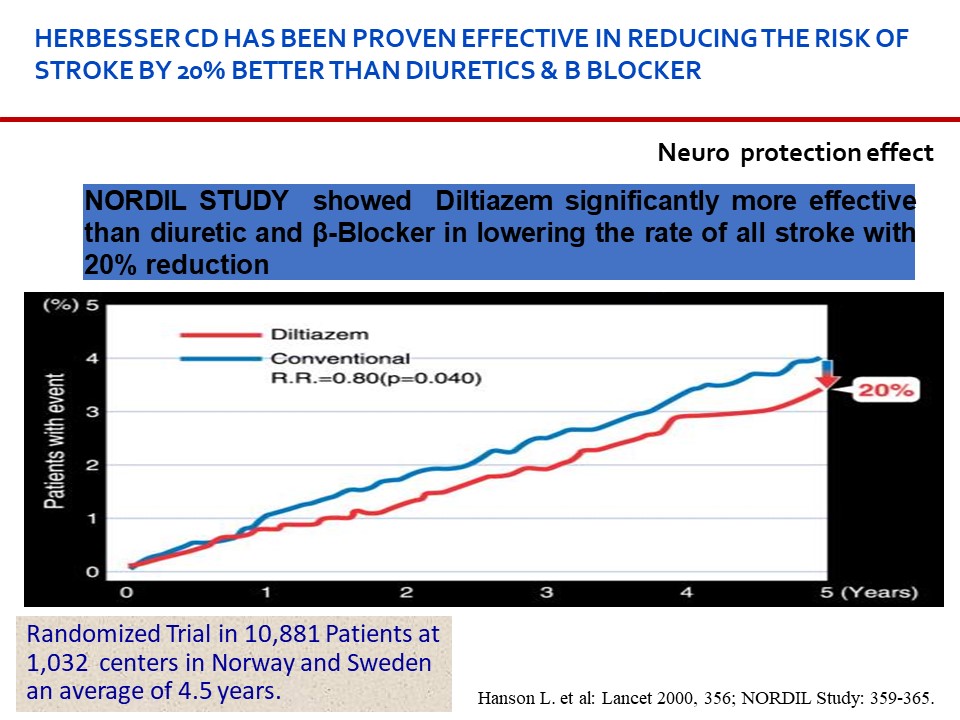 HERBESSER CD HAS BEEN PROVEN EFFECTIVE IN REDUCING THE RISK OF
STROKE BY 20% BETTER THAN DIURETICS & B BLOCKER
Neuro protection effect
NORDIL STUDY showed Diltiazem significantly more effective
than diuretic and β-Blocker in lowering the rate of all stroke with
20% reduction
(%) 5
Diltiazem
Conventional
R.R.=0.80(p=0.040)
4
20%
3
Patients with event
2
1
0
0 1 2 3 4 5 (Years)
Randomized Trial in 10,881 Patients at
1,032 centers in Norway and Sweden
an average of 4.5 years.
Hanson L. et al: Lancet 2000, 356; NORDIL Study: 359-365.